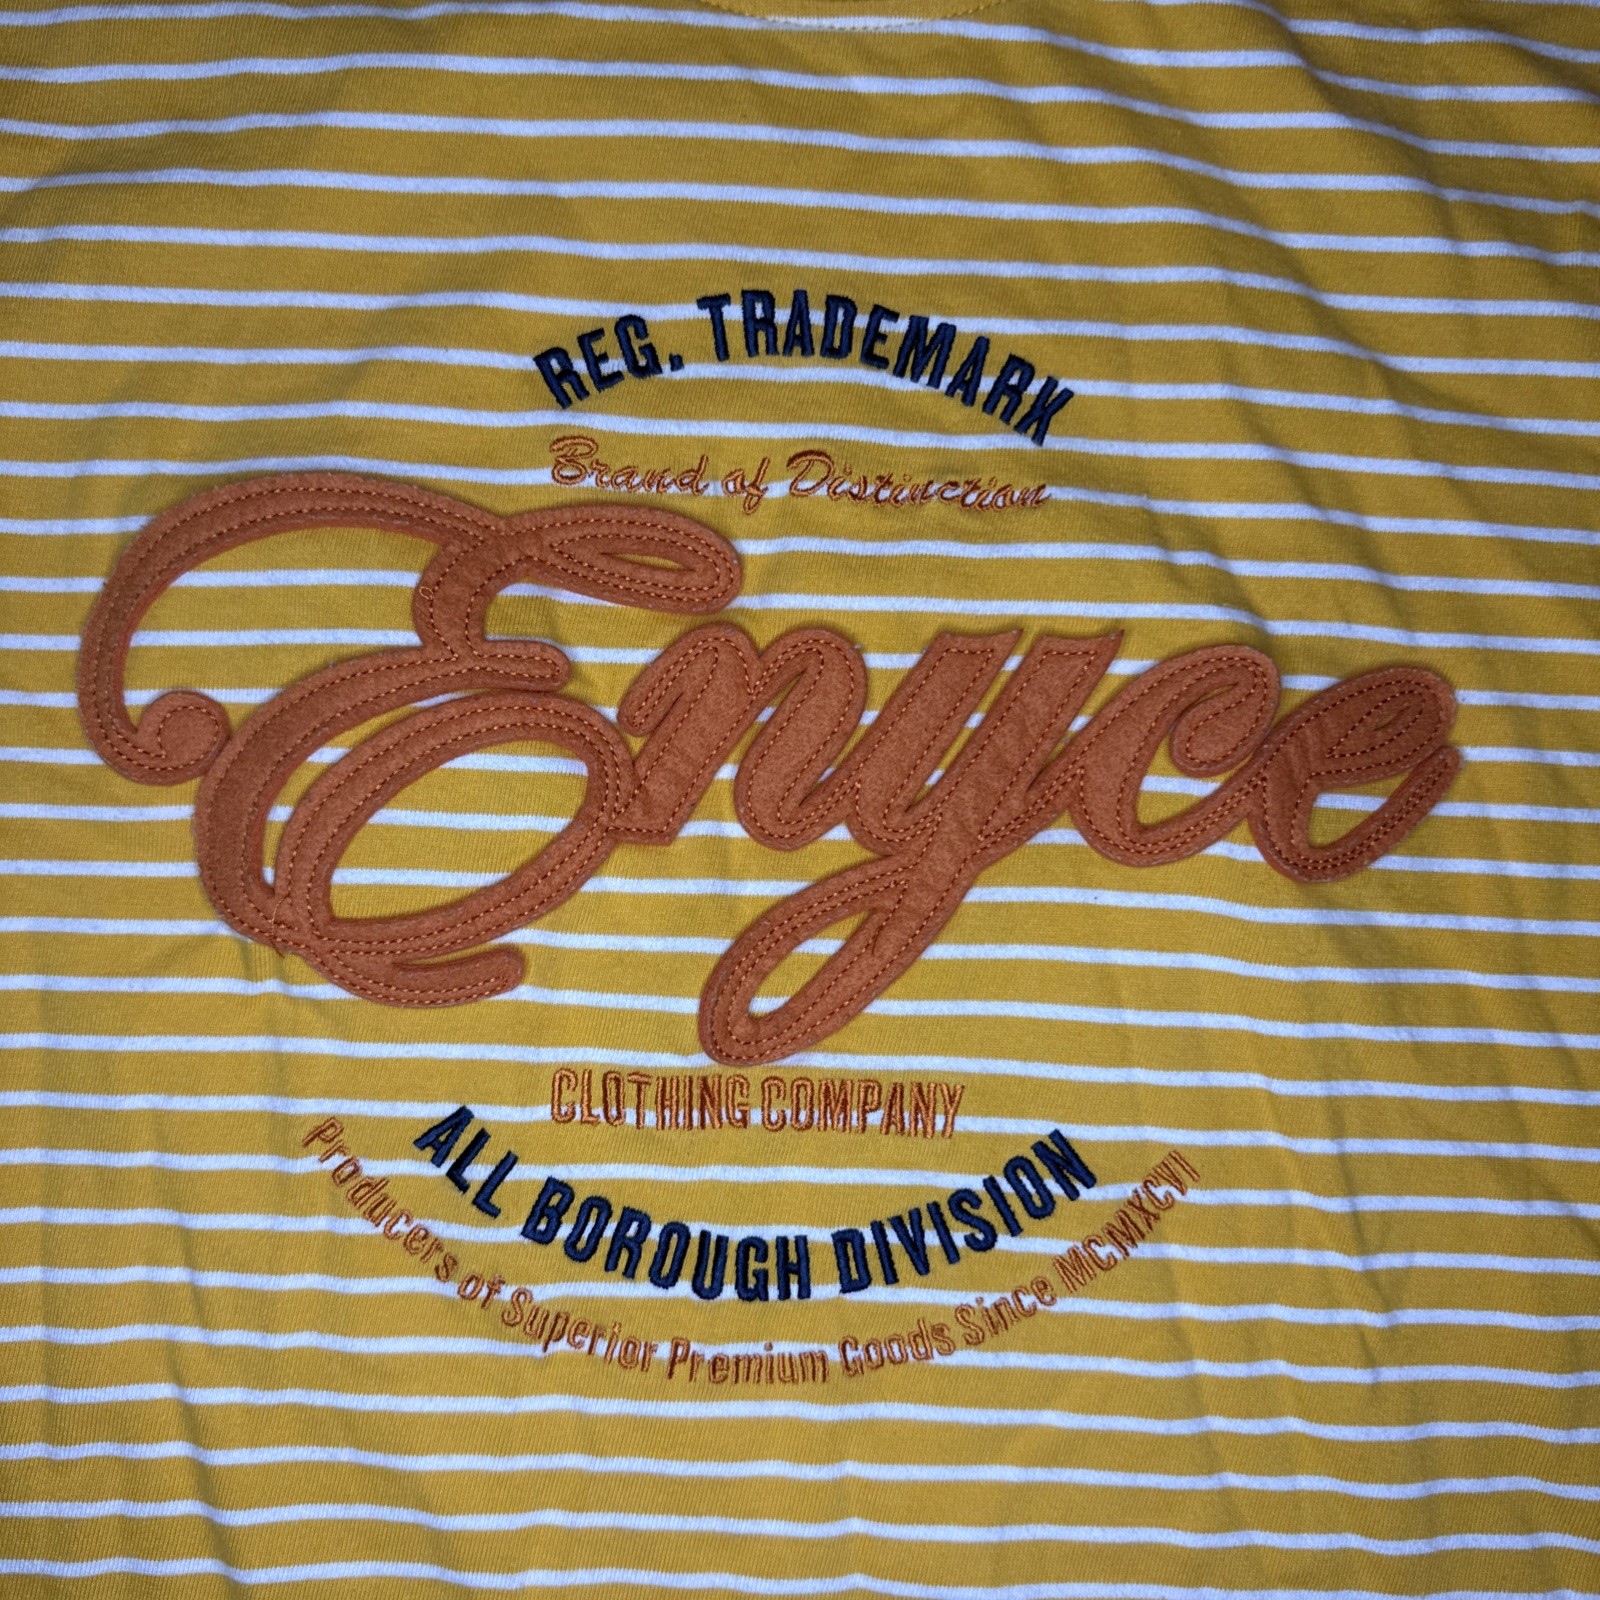 REG. TRADEMARK
Brand of Distinction
Enyce
CLOTHING COMPANY
ALL BOROUGH DIVISION
Producers of Superior Premium Goods Since MCMXCVI